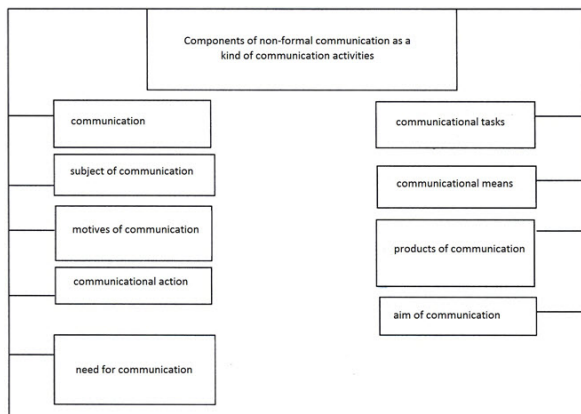 Components of non-formal communication as a
kind of communication activities
communication
subject of communication
motives of communication
communicational action
need for communication
communicational tasks
communicational means
products of communication
aim of communication